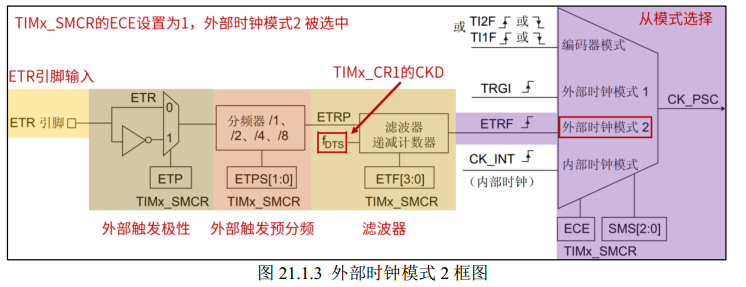 TIMx_SMCR的ECE设置为1，外部时钟模式2 被选中
或 TI2F 或
或 TI1F 或
从模式选择
编码器模式
ETR引脚输入
TIMx_CR1的CKD
TRGI
外部时钟模式 1
CK_PSC
ETR
0
1
ETR 引脚
分频器 /1、
/2、/4、/8
ETRP
fDTS
滤波器
递减计数器
ETRF
外部时钟模式 2
CK_INT
（内部时钟）
内部时钟模式
ETP
ETPS[1:0]
ETF[3:0]
TIMx_SMCR
TIMx_SMCR
TIMx_SMCR
外部触发极性
外部触发预分频
滤波器
ECE
SMS[2:0]
TIMx_SMCR
图 21.1.3 外部时钟模式 2 框图